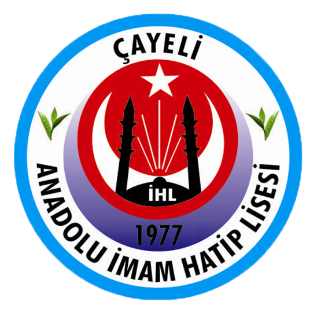 ÇAYELİ
İHL
1977
ANADOLU İMAM HATİP LİSESİ